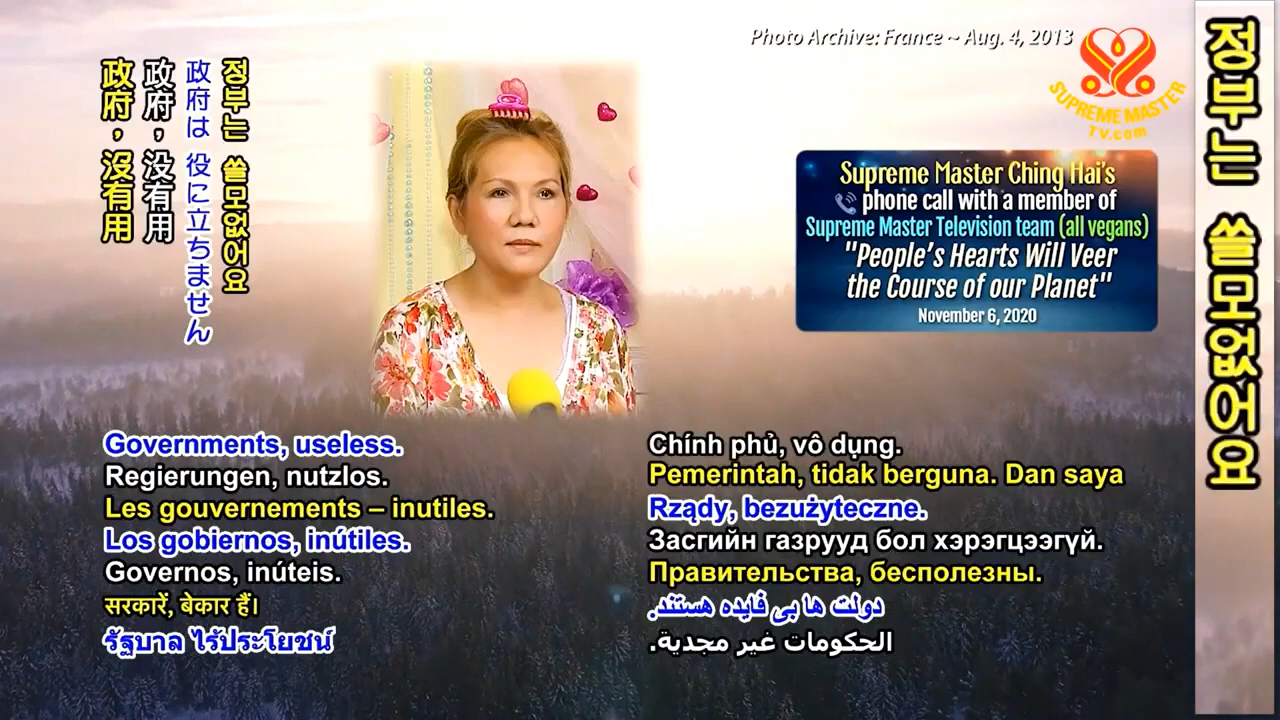 Photo Archive: France ~ Aug. 4, 2013
SUPREME MASTER
TV.com
政府，沒有用
政府，没有用
政府は 役に立ちません
정부는 쓸모없어요
정부는 쓸모없어요
Supreme Master Ching Hai's
phone call with a member of
Supreme Master Television team (all vegans)
"People's Hearts Will Veer
the Course of our Planet"
November 6, 2020
Governments, useless.
Regierungen, nutzlos.
Les gouvernements – inutiles.
Los gobiernos, inútiles.
Governos, inúteis.
सरकारें, बेकार हैं।
รัฐบาล ไร้ประโยชน์
Chính phủ, vô dụng.
Pemerintah, tidak berguna. Dan saya
Rządy, bezużyteczne.
Засгийн газрууд бол хэрэгцээгүй.
Правительства, бесполезны.
دولت ها بی فایده هستند.
الحكومات غير مجدية.